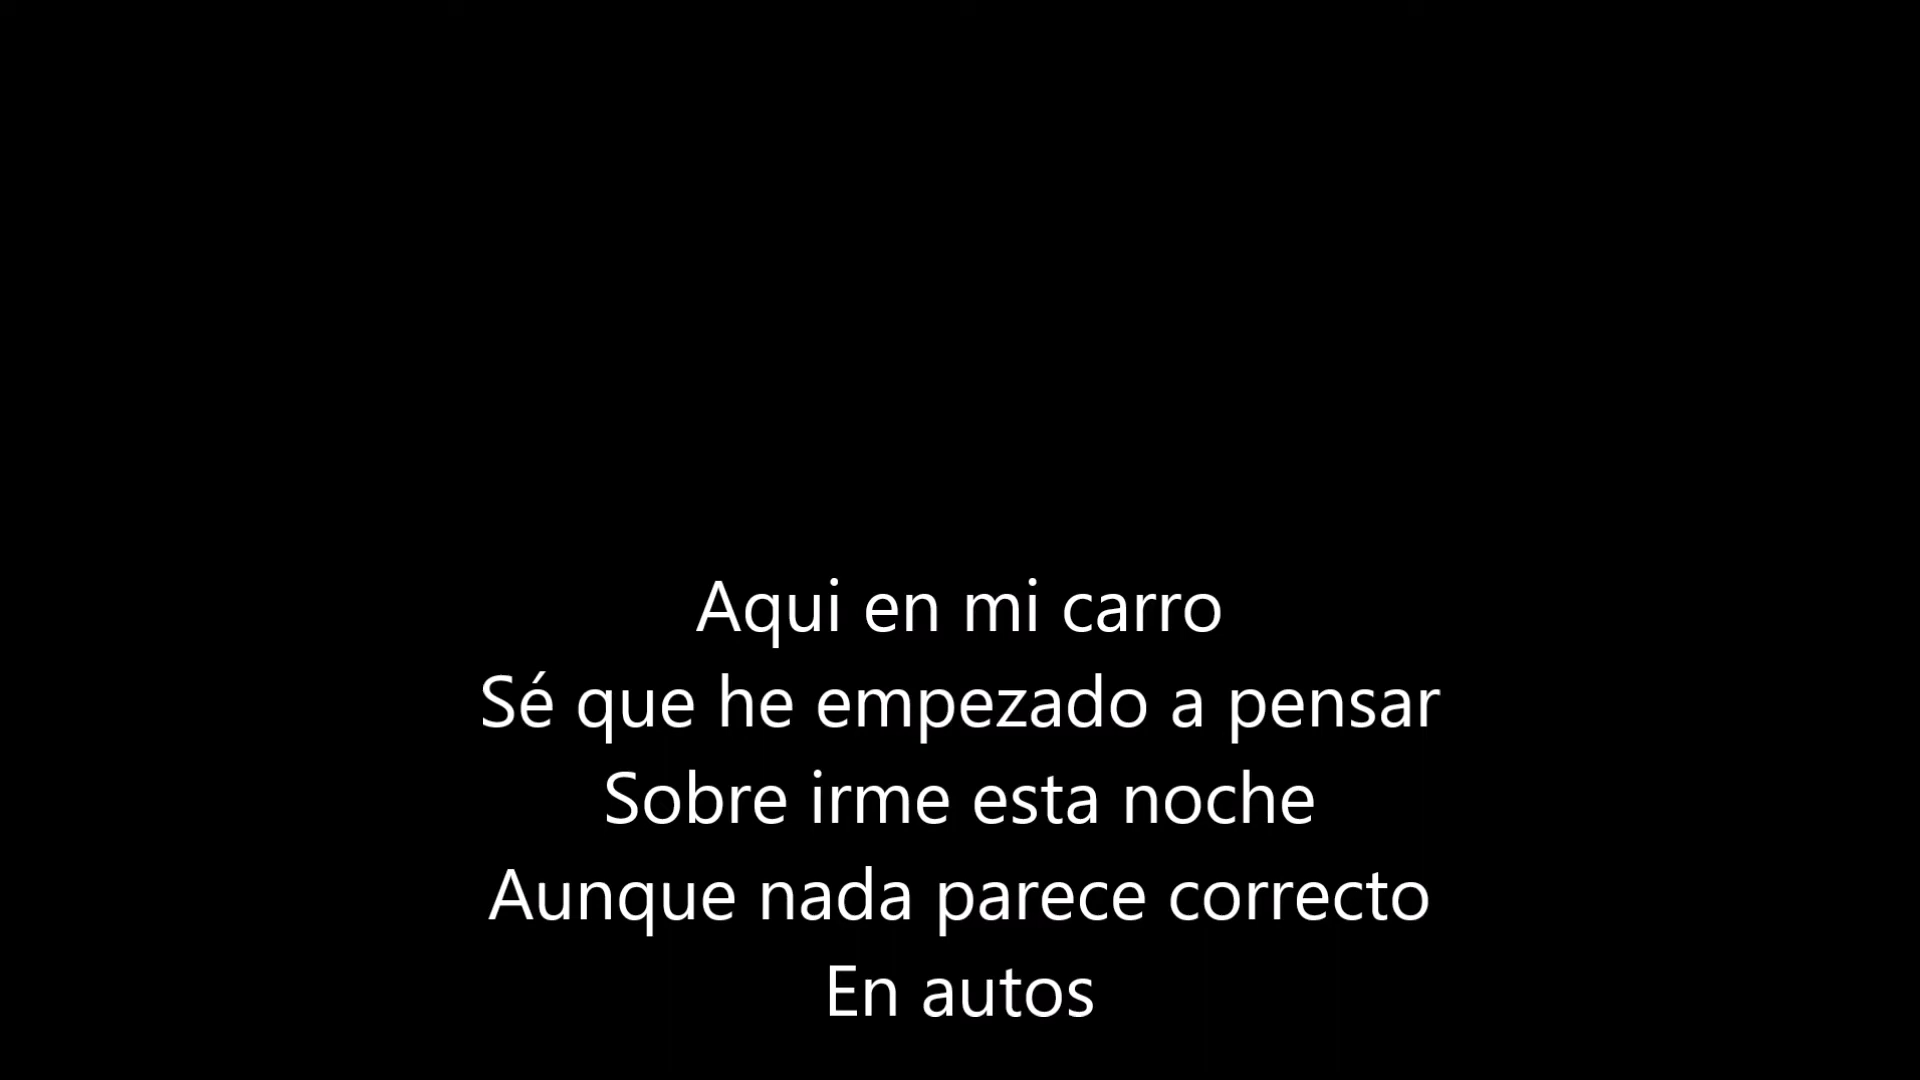 Aqui en mi carro
Sé que he empezado a pensar
Sobre irme esta noche
Aunque nada parece correcto
En autos